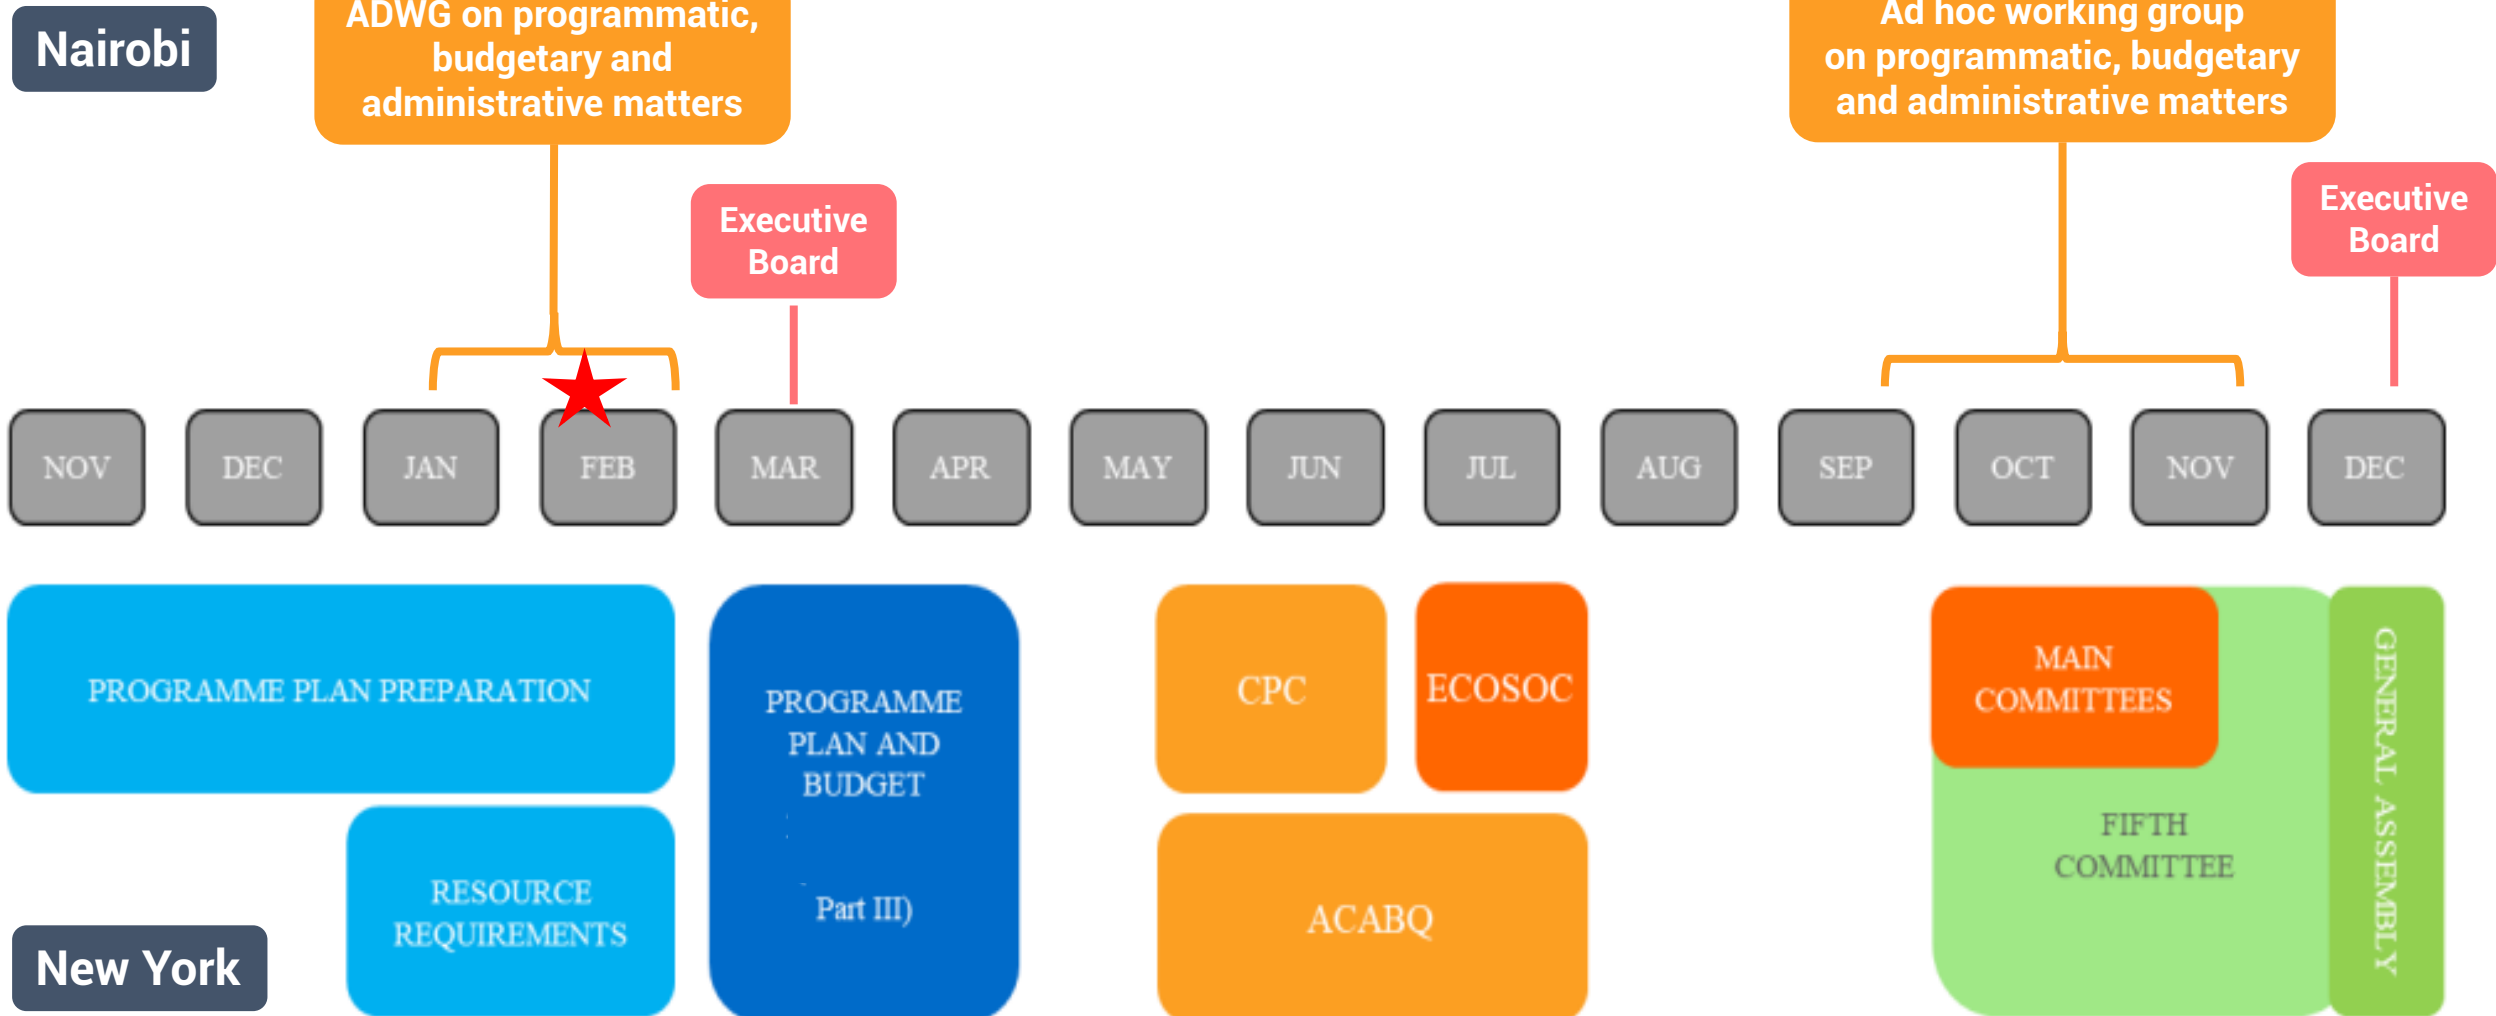 Nairobi
ADWG on programmatic,
budgetary and
administrative matters
Ad hoc working group
on programmatic, budgetary
and administrative matters
Executive
Board
Executive
Board
NOV
DEC
JAN
FEB
MAR
APR
MAY
JUN
JUL
AUG
SEP
OCT
NOV
DEC
PROGRAMME PLAN PREPARATION
RESOURCE
REQUIREMENTS
PROGRAMME
PLAN AND
BUDGET
Part III)
CPC
ECOSOC
ACABQ
MAIN
COMMITTEES
FIFTH
COMMITTEE
GENERAL ASSEMBLY
New York